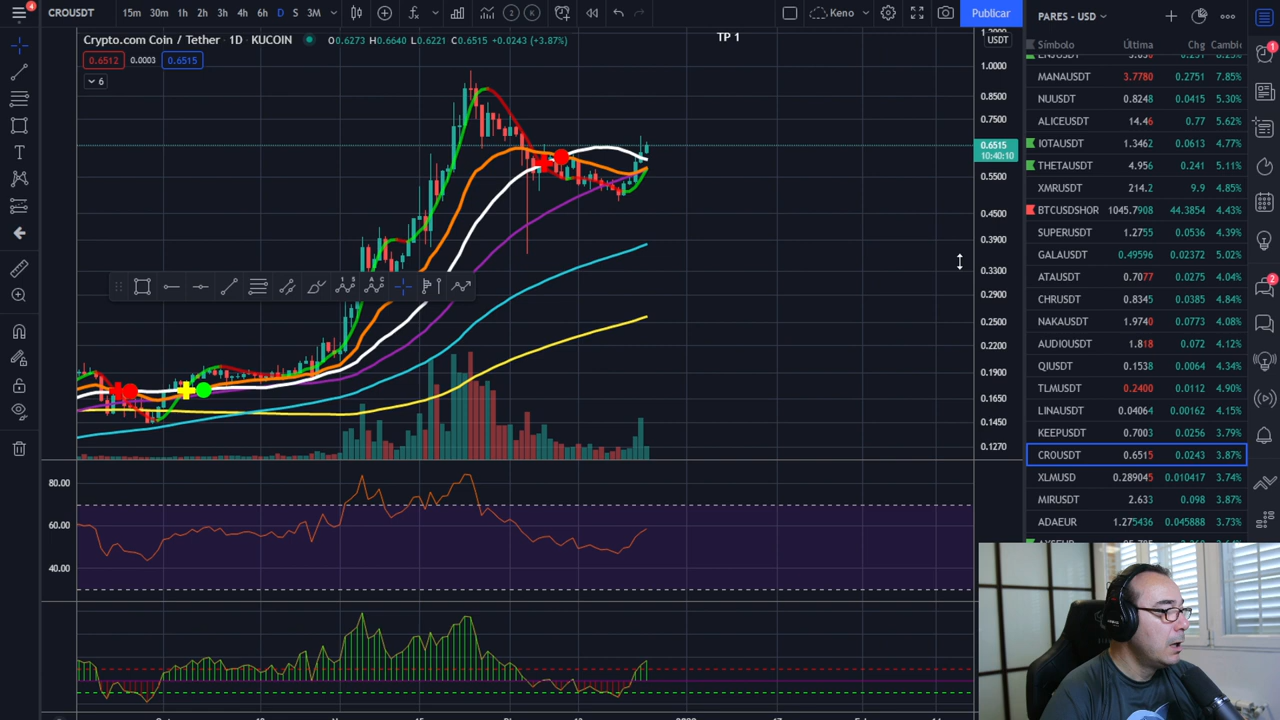 4
CROUSDT
15m 30m 1h 2h 3h 4h 6h D S 3M
2 K
Keno
Publicar
PARES - USD
Crypto.com Coin / Tether · 1D · KUCOIN O0.6273 H0.6640 L0.6221 C0.6515 +0.0243 (+3.87%)
TP 1
USDT
0.6512 0.0003 0.6515
6
1.0000
0.8500
0.7500
0.6515
10:40:10
0.5500
0.4500
0.3900
0.3300
0.2900
0.2500
0.2200
0.1900
0.1650
0.1450
0.1270
80.00
60.00
40.00
Símbolo Última Chg Cambio
MANAUSDT 3.7780 0.2751 7.85%
NUUSDT 0.8248 0.0415 5.30%
ALICEUSDT 14.46 0.77 5.62%
IOTAUSDT 1.3462 0.0613 4.77%
THETAUSDT 4.956 0.241 5.11%
XMRUSDT 214.2 9.9 4.85%
BTCUSDSHOR 1045.7908 44.3854 4.43%
SUPERUSDT 1.2755 0.0536 4.39%
GALAUSDT 0.49596 0.02372 5.02%
ATAUSDT 0.7077 0.0275 4.04%
CHRUSDT 0.8345 0.0385 4.84%
NAKAUSDT 1.9740 0.0773 4.08%
AUDIOUSDT 1.818 0.072 4.12%
QIUSDT 0.1538 0.0064 4.34%
TLMUSDT 0.2400 0.0112 4.90%
LINAUSDT 0.04064 0.00162 4.15%
KEEPUSDT 0.7003 0.0256 3.79%
CROUSDT 0.6515 0.0243 3.87%
XLMUSD 0.289045 0.010417 3.74%
MIRUSDT 2.633 0.098 3.87%
ADAEUR 1.275436 0.045888 3.73%
1
2